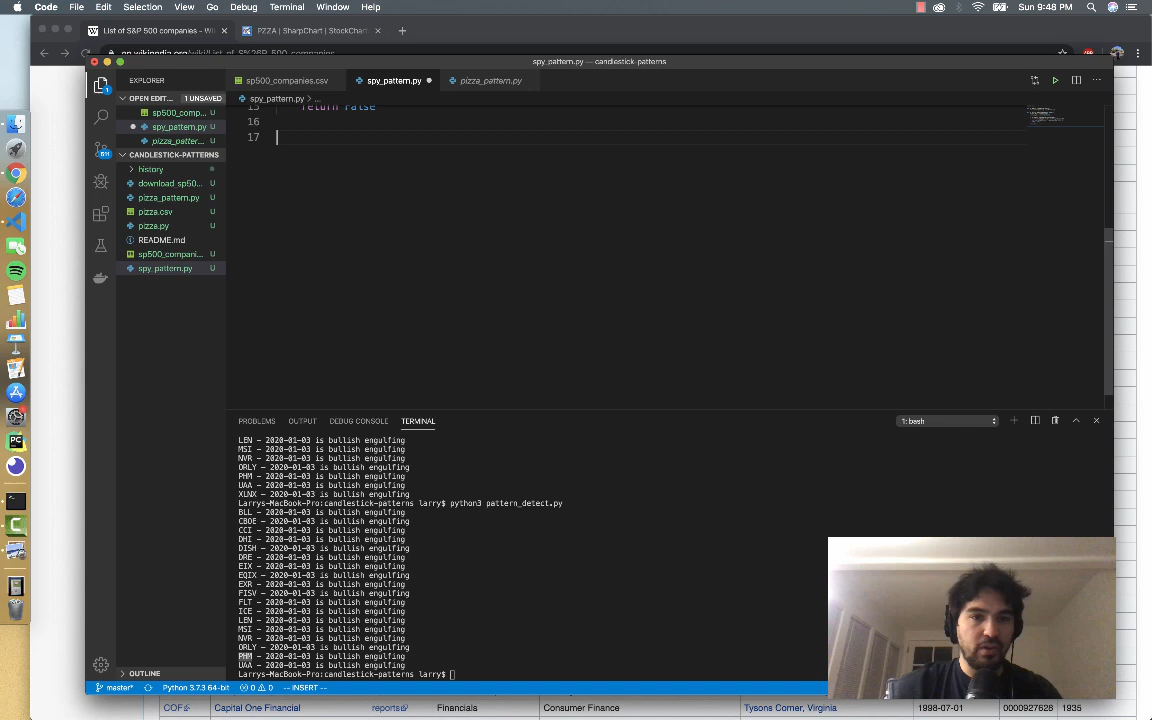 Code File Edit Selection View Go Debug Terminal Window Help Sun 9:48 PM
List of S&P 500 companies - Wi PZZA | SharpChart | StockChart
en.wikipedia.org/wiki/List_of_S%26P_500_companies
spy_pattern.py — candlestick-patterns
EXPLORER sp500_companies.csv spy_pattern.py pizza_pattern.py
OPEN EDIT... 1 UNSAVED spy_pattern.py > ...
sp500_comp... U
spy_pattern.py U
pizza_patter... U
CANDLESTICK-PATTERNS
history
download_sp50... U
pizza_pattern.py U
pizza.csv U
pizza.py U
README.md
sp500_compani... U
spy_pattern.py U
15 return False
16
17
PROBLEMS OUTPUT DEBUG CONSOLE TERMINAL 1: bash
LEN - 2020-01-03 is bullish engulfing
MSI - 2020-01-03 is bullish engulfing
NVR - 2020-01-03 is bullish engulfing
ORLY - 2020-01-03 is bullish engulfing
PHM - 2020-01-03 is bullish engulfing
UAA - 2020-01-03 is bullish engulfing
XLNX - 2020-01-03 is bullish engulfing
Larrys-MacBook-Pro:candlestick-patterns larry$ python3 pattern_detect.py
BLL - 2020-01-03 is bullish engulfing
CBOE - 2020-01-03 is bullish engulfing
CCI - 2020-01-03 is bullish engulfing
DHI - 2020-01-03 is bullish engulfing
DISH - 2020-01-03 is bullish engulfing
DRE - 2020-01-03 is bullish engulfing
EIX - 2020-01-03 is bullish engulfing
EQIX - 2020-01-03 is bullish engulfing
EXR - 2020-01-03 is bullish engulfing
FISV - 2020-01-03 is bullish engulfing
FLT - 2020-01-03 is bullish engulfing
ICE - 2020-01-03 is bullish engulfing
LEN - 2020-01-03 is bullish engulfing
MSI - 2020-01-03 is bullish engulfing
NVR - 2020-01-03 is bullish engulfing
ORLY - 2020-01-03 is bullish engulfing
PHM - 2020-01-03 is bullish engulfing
UAA - 2020-01-03 is bullish engulfing
Larrys-MacBook-Pro:candlestick-patterns larry$
OUTLINE
master* Python 3.7.3 64-bit 0 0 -- INSERT --
COF Capital One Financial reports Financials Consumer Finance Tysons Corner, Virginia 1998-07-01 0000927628 1935